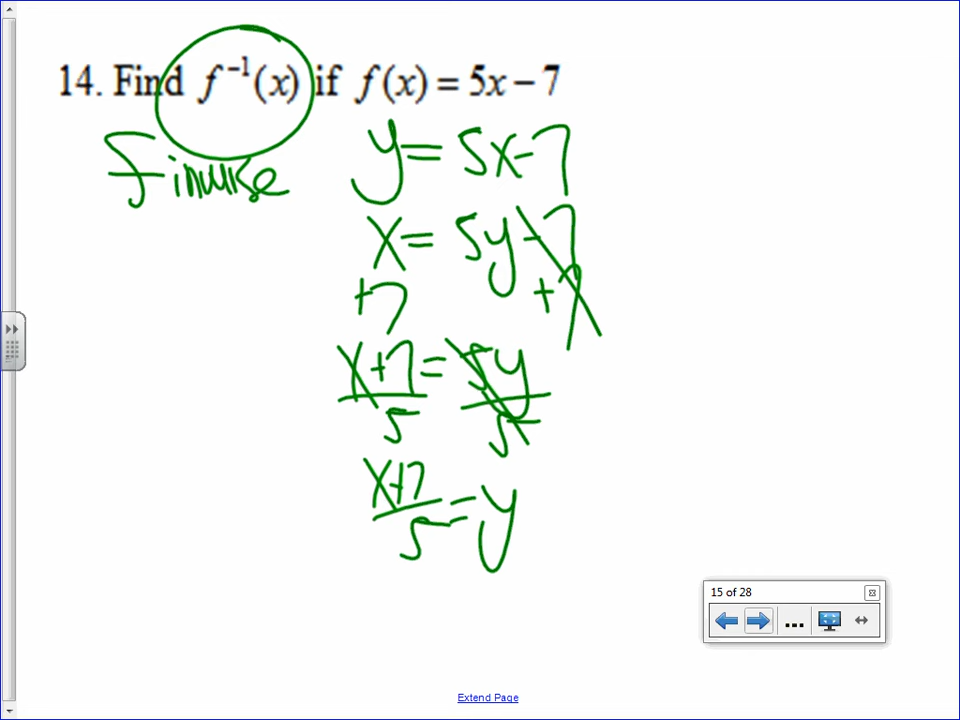 14. Find f⁻¹(x) if f(x) = 5x − 7
f inverse
y = 5x - 7
x = 5y - 7
+7 +7
x+7 = 5y
5 5
x+7 = y
5
15 of 28
...
Extend Page